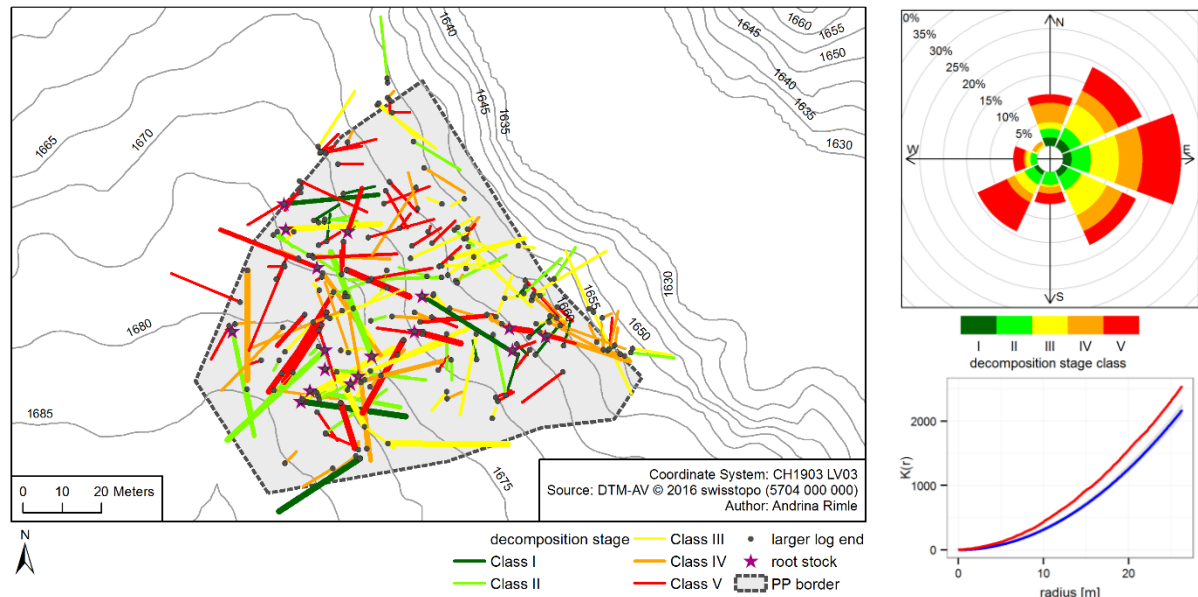 1640
1645
1635
1660
1645
1655
1650
1640
1635
1630
1665
1670
1680
1685
1675
1660
1655
1650
1630
0 10 20 Meters
Coordinate System: CH1903 LV03
Source: DTM-AV © 2016 swisstopo (5704 000 000)
Author: Andrina Rimle
N
decomposition stage
Class I
Class II
Class III
Class IV
Class V
larger log end
root stock
PP border
0%
35%
30%
25%
20%
15%
10%
5%
N
W
E
S
I II III IV V
decomposition stage class
K(r)
2000
1000
0
0 10 20
radius [m]